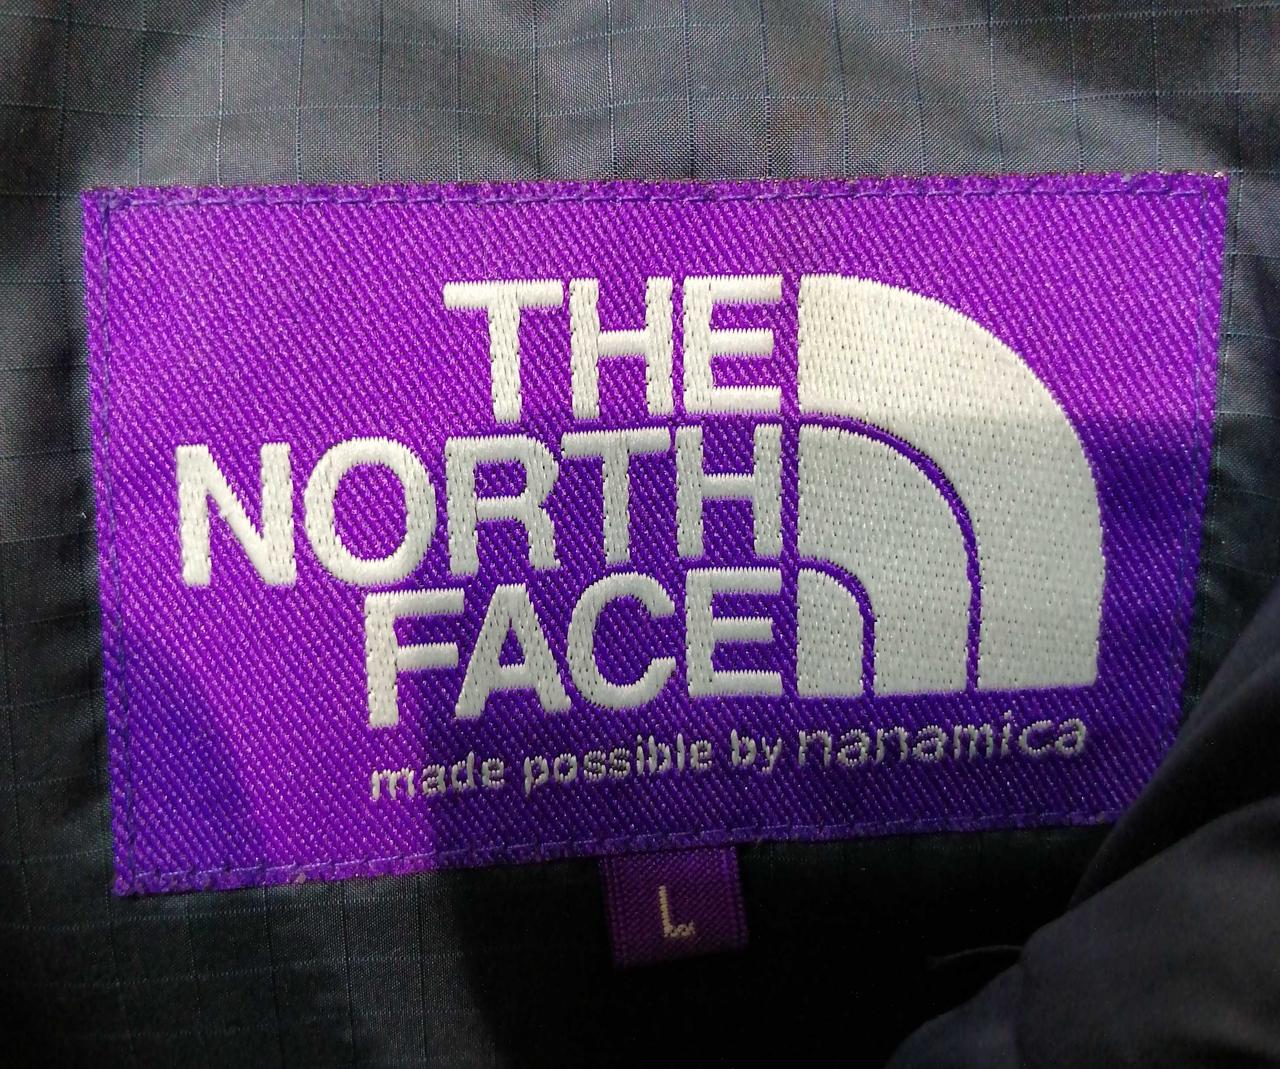 THE
NORTH
FACE
made possible by nanamica
L